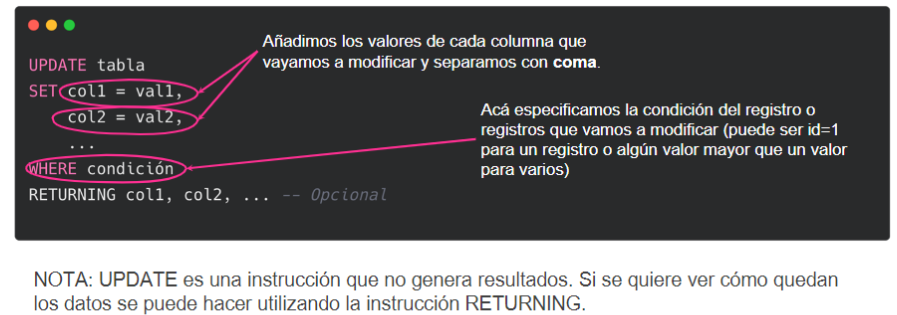 Añadimos los valores de cada columna que
vayamos a modificar y separamos con coma.
UPDATE tabla
SET col1 = val1,
col2 = val2,
...
WHERE condición
RETURNING col1, col2, ... -- Opcional
Acá especificamos la condición del registro o
registros que vamos a modificar (puede ser id=1
para un registro o algún valor mayor que un valor
para varios)
NOTA: UPDATE es una instrucción que no genera resultados. Si se quiere ver cómo quedan
los datos se puede hacer utilizando la instrucción RETURNING.